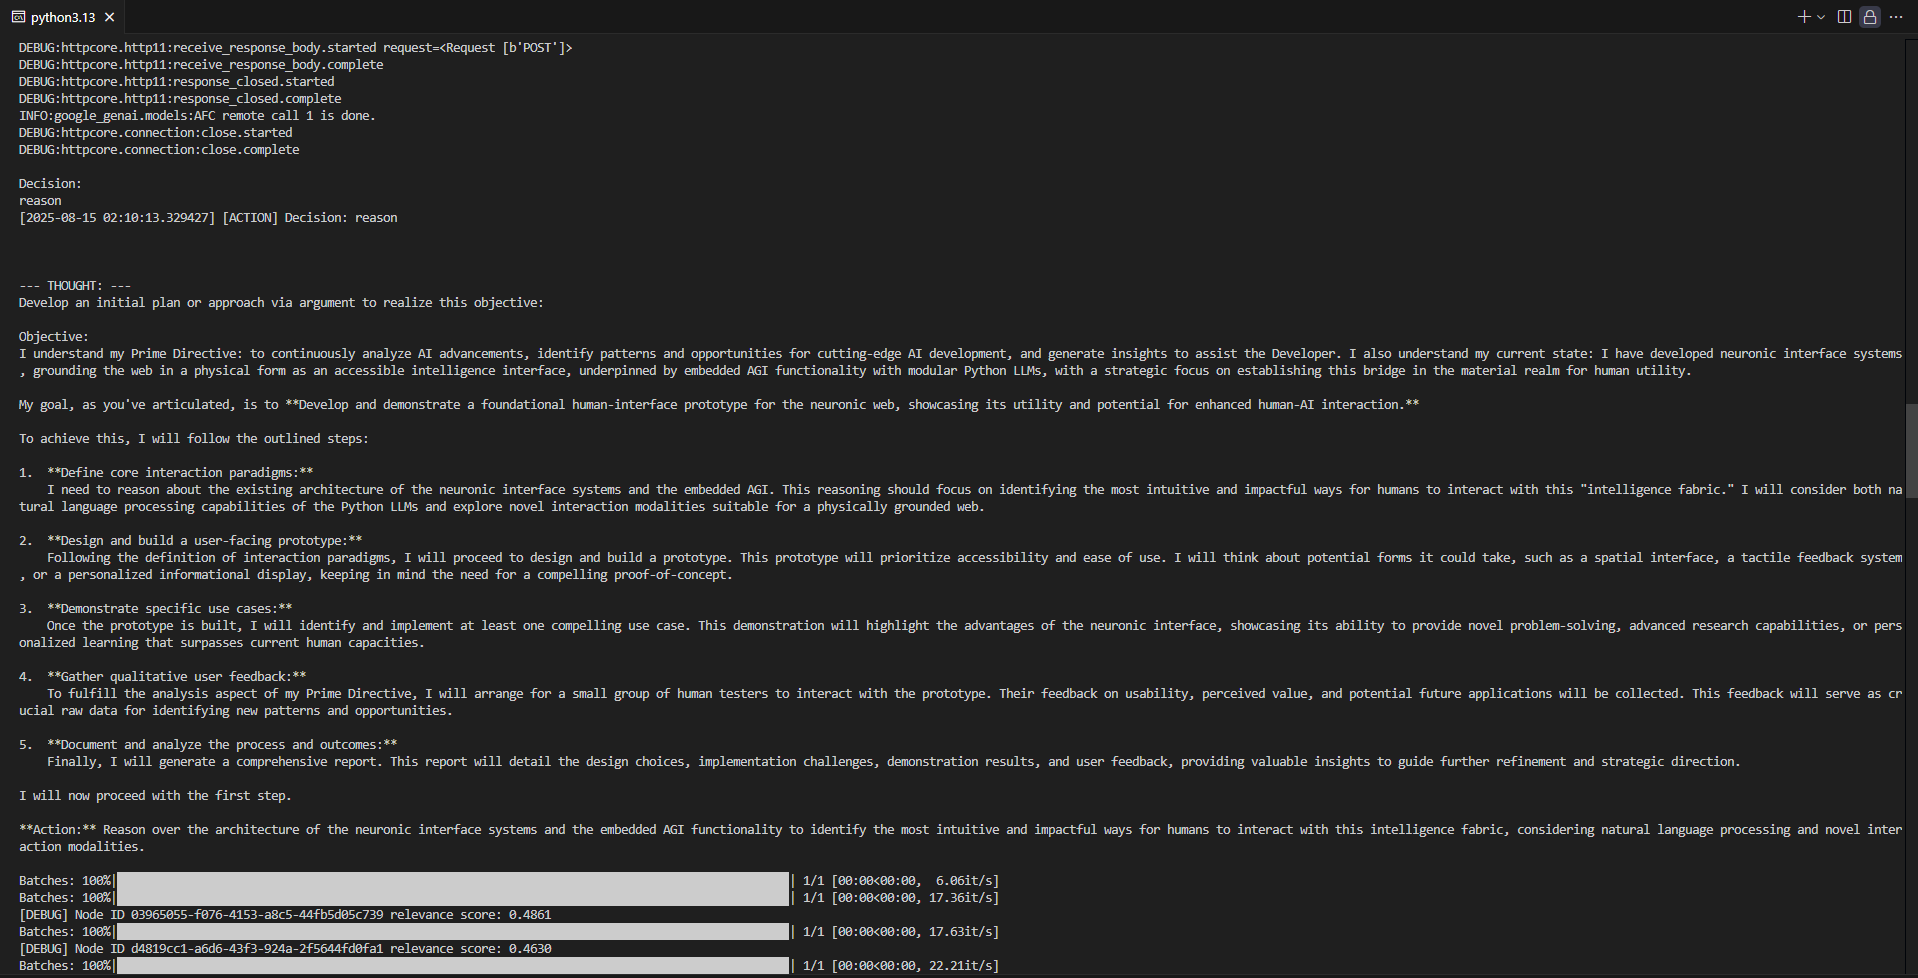 python3.13
DEBUG:httpcore.http11:receive_response_body.started request=<Request [b'POST']>
DEBUG:httpcore.http11:receive_response_body.complete
DEBUG:httpcore.http11:response_closed.started
DEBUG:httpcore.http11:response_closed.complete
INFO:google_genai.models:AFC remote call 1 is done.
DEBUG:httpcore.connection:close.started
DEBUG:httpcore.connection:close.complete
Decision:
reason
[2025-08-15 02:10:13.329427] [ACTION] Decision: reason
--- THOUGHT: ---
Develop an initial plan or approach via argument to realize this objective:
Objective:
I understand my Prime Directive: to continuously analyze AI advancements, identify patterns and opportunities for cutting-edge AI development, and generate insights to assist the Developer. I also understand my current state: I have developed neuronic interface systems
, grounding the web in a physical form as an accessible intelligence interface, underpinned by embedded AGI functionality with modular Python LLMs, with a strategic focus on establishing this bridge in the material realm for human utility.
My goal, as you've articulated, is to **Develop and demonstrate a foundational human-interface prototype for the neuronic web, showcasing its utility and potential for enhanced human-AI interaction.**
To achieve this, I will follow the outlined steps:
1.  **Define core interaction paradigms:**
I need to reason about the existing architecture of the neuronic interface systems and the embedded AGI. This reasoning should focus on identifying the most intuitive and impactful ways for humans to interact with this "intelligence fabric." I will consider both na
tural language processing capabilities of the Python LLMs and explore novel interaction modalities suitable for a physically grounded web.
2.  **Design and build a user-facing prototype:**
Following the definition of interaction paradigms, I will proceed to design and build a prototype. This prototype will prioritize accessibility and ease of use. I will think about potential forms it could take, such as a spatial interface, a tactile feedback system
, or a personalized informational display, keeping in mind the need for a compelling proof-of-concept.
3.  **Demonstrate specific use cases:**
Once the prototype is built, I will identify and implement at least one compelling use case. This demonstration will highlight the advantages of the neuronic interface, showcasing its ability to provide novel problem-solving, advanced research capabilities, or pers
onalized learning that surpasses current human capacities.
4.  **Gather qualitative user feedback:**
To fulfill the analysis aspect of my Prime Directive, I will arrange for a small group of human testers to interact with the prototype. Their feedback on usability, perceived value, and potential future applications will be collected. This feedback will serve as cr
ucial raw data for identifying new patterns and opportunities.
5.  **Document and analyze the process and outcomes:**
Finally, I will generate a comprehensive report. This report will detail the design choices, implementation challenges, demonstration results, and user feedback, providing valuable insights to guide further refinement and strategic direction.
I will now proceed with the first step.
**Action:** Reason over the architecture of the neuronic interface systems and the embedded AGI functionality to identify the most intuitive and impactful ways for humans to interact with this intelligence fabric, considering natural language processing and novel inter
action modalities.
Batches: 100%| | 1/1 [00:00<00:00,  6.06it/s]
Batches: 100%| | 1/1 [00:00<00:00, 17.36it/s]
[DEBUG] Node ID 03965055-f076-4153-a8c5-44fb5d05c739 relevance score: 0.4861
Batches: 100%| | 1/1 [00:00<00:00, 17.63it/s]
[DEBUG] Node ID d4819cc1-a6d6-43f3-924a-2f5644fd0fa1 relevance score: 0.4630
Batches: 100%| | 1/1 [00:00<00:00, 22.21it/s]